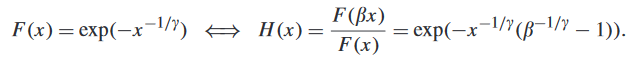 F(x) = exp(−x^{−1/γ}) ⟺ H(x) = F(βx)/F(x) = exp(−x^{−1/γ}(β^{−1/γ} − 1)).